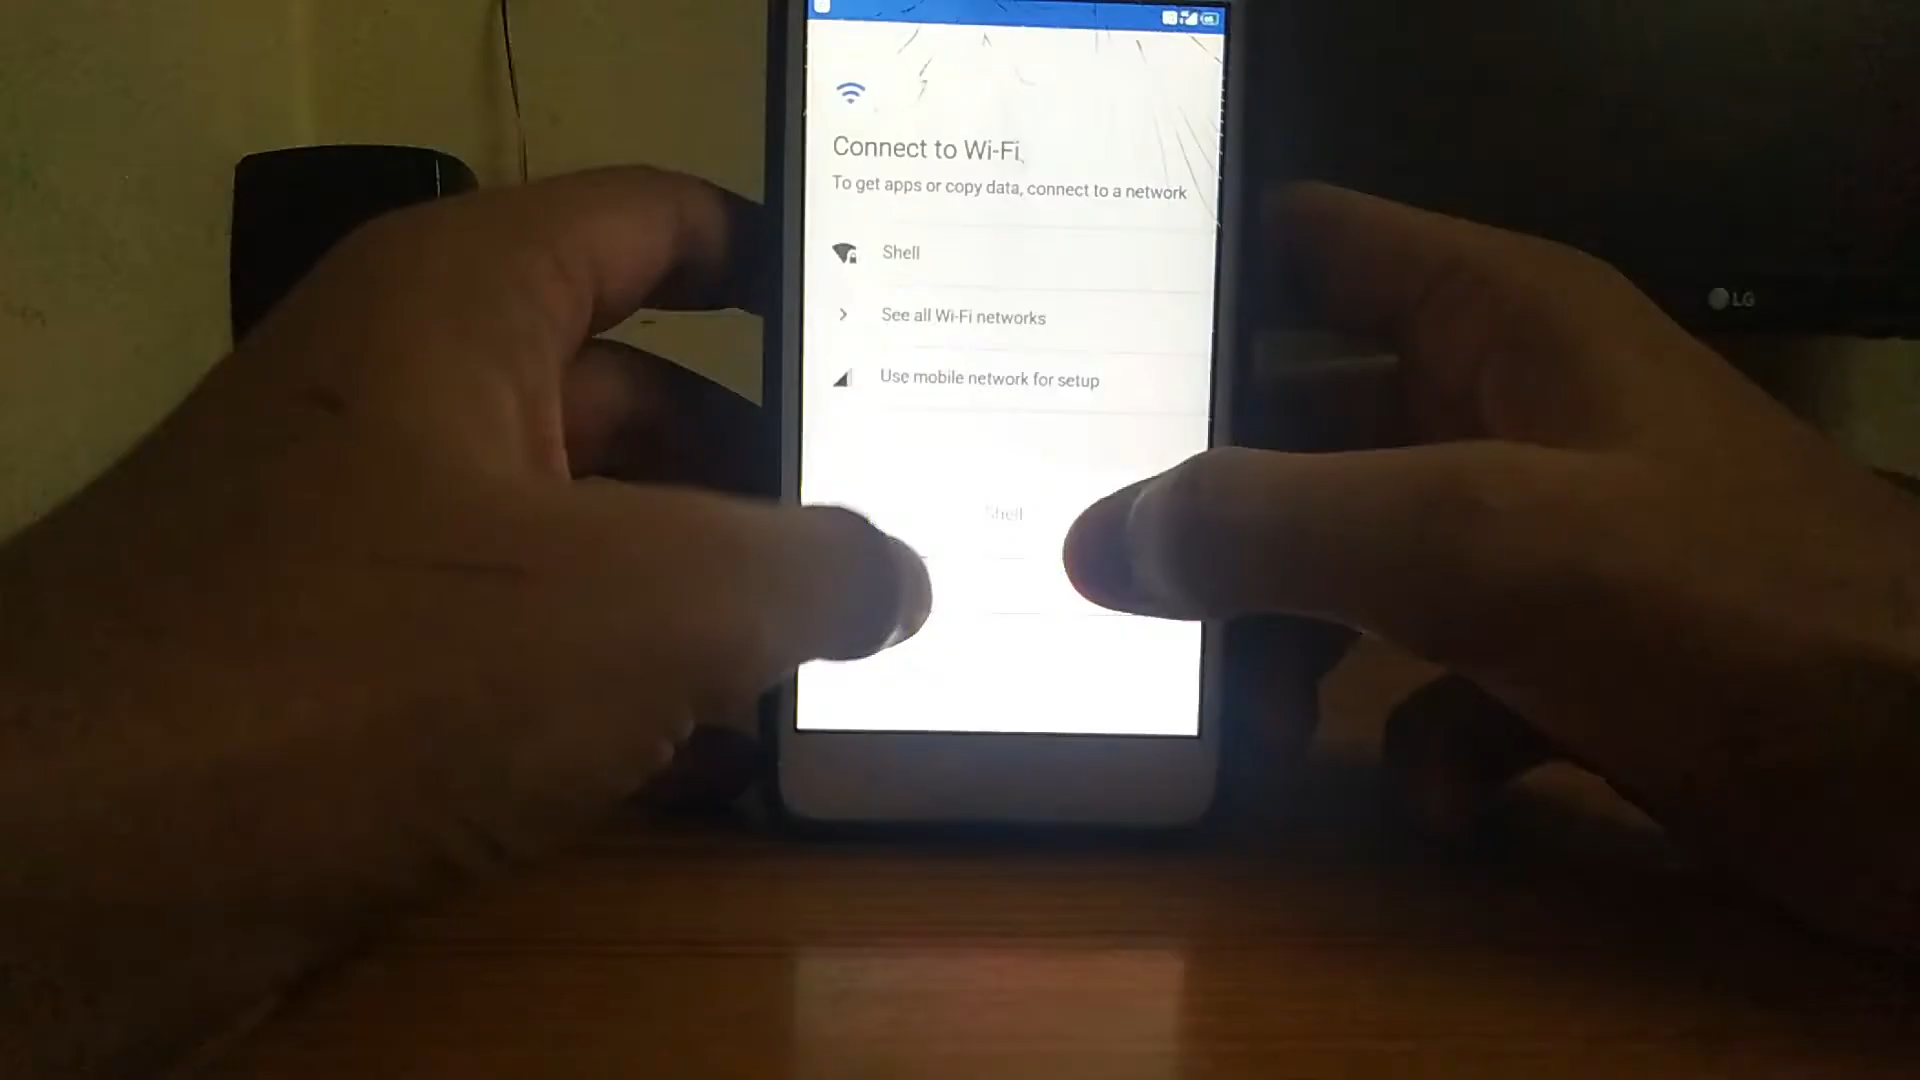 Connect to Wi-Fi
To get apps or copy data, connect to a network
Shell
See all Wi-Fi networks
Use mobile network for setup
Shell
LG